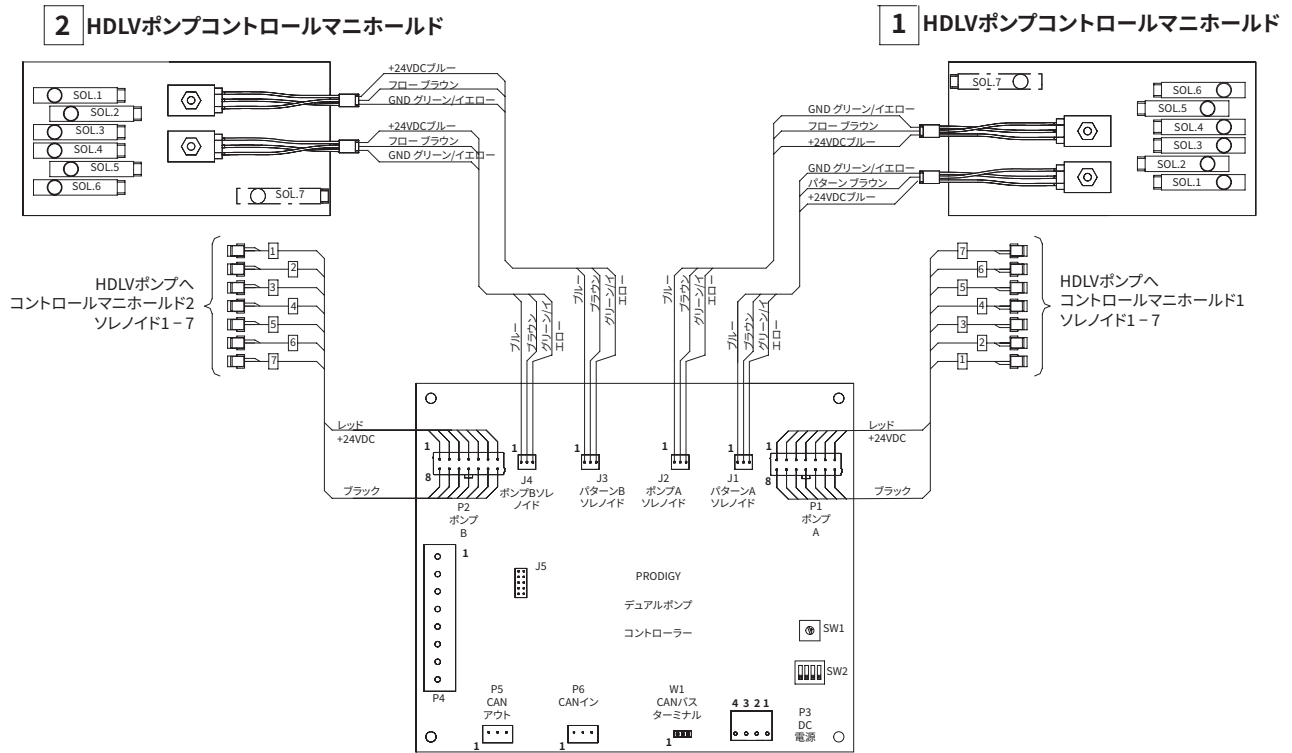 2 HDLVポンプコントロールマニホールド
1 HDLVポンプコントロールマニホールド
SOL.1
SOL.2
SOL.3
SOL.4
SOL.5
SOL.6
SOL.7
+24VDCブルー
フロー ブラウン
GND グリーン/イエロー
+24VDCブルー
フロー ブラウン
GND グリーン/イエロー
GND グリーン/イエロー
フロー ブラウン
+24VDCブルー
GND グリーン/イエロー
パターン ブラウン
+24VDCブルー
SOL.7
SOL.6
SOL.5
SOL.4
SOL.3
SOL.2
SOL.1
HDLVポンプへ
コントロールマニホールド2
ソレノイド1－7
1
2
3
4
5
6
7
ブルー
ブラウン
グリーン/イ
エロー
ブルー
ブラウン
グリーン/イ
エロー
ブルー
ブラウン
グリーン/イ
エロー
ブルー
ブラウン
グリーン/イ
エロー
7
6
5
4
3
2
1
HDLVポンプへ
コントロールマニホールド1
ソレノイド1－7
レッド
+24VDC
ブラック
1
8
P2
ポンプ
B
1
J4
ポンプBソレ
ノイド
1
J3
パターンB
ソレノイド
1
J2
ポンプA
ソレノイド
1
J1
パターンA
ソレノイド
1
8
P1
ポンプ
A
レッド
+24VDC
ブラック
1
P4
J5
PRODIGY
デュアルポンプ
コントローラー
SW1
SW2
P5
CAN
アウト
1
P6
CANイン
1
W1
CANバス
ターミナル
1
4 3 2 1
P3
DC
電源